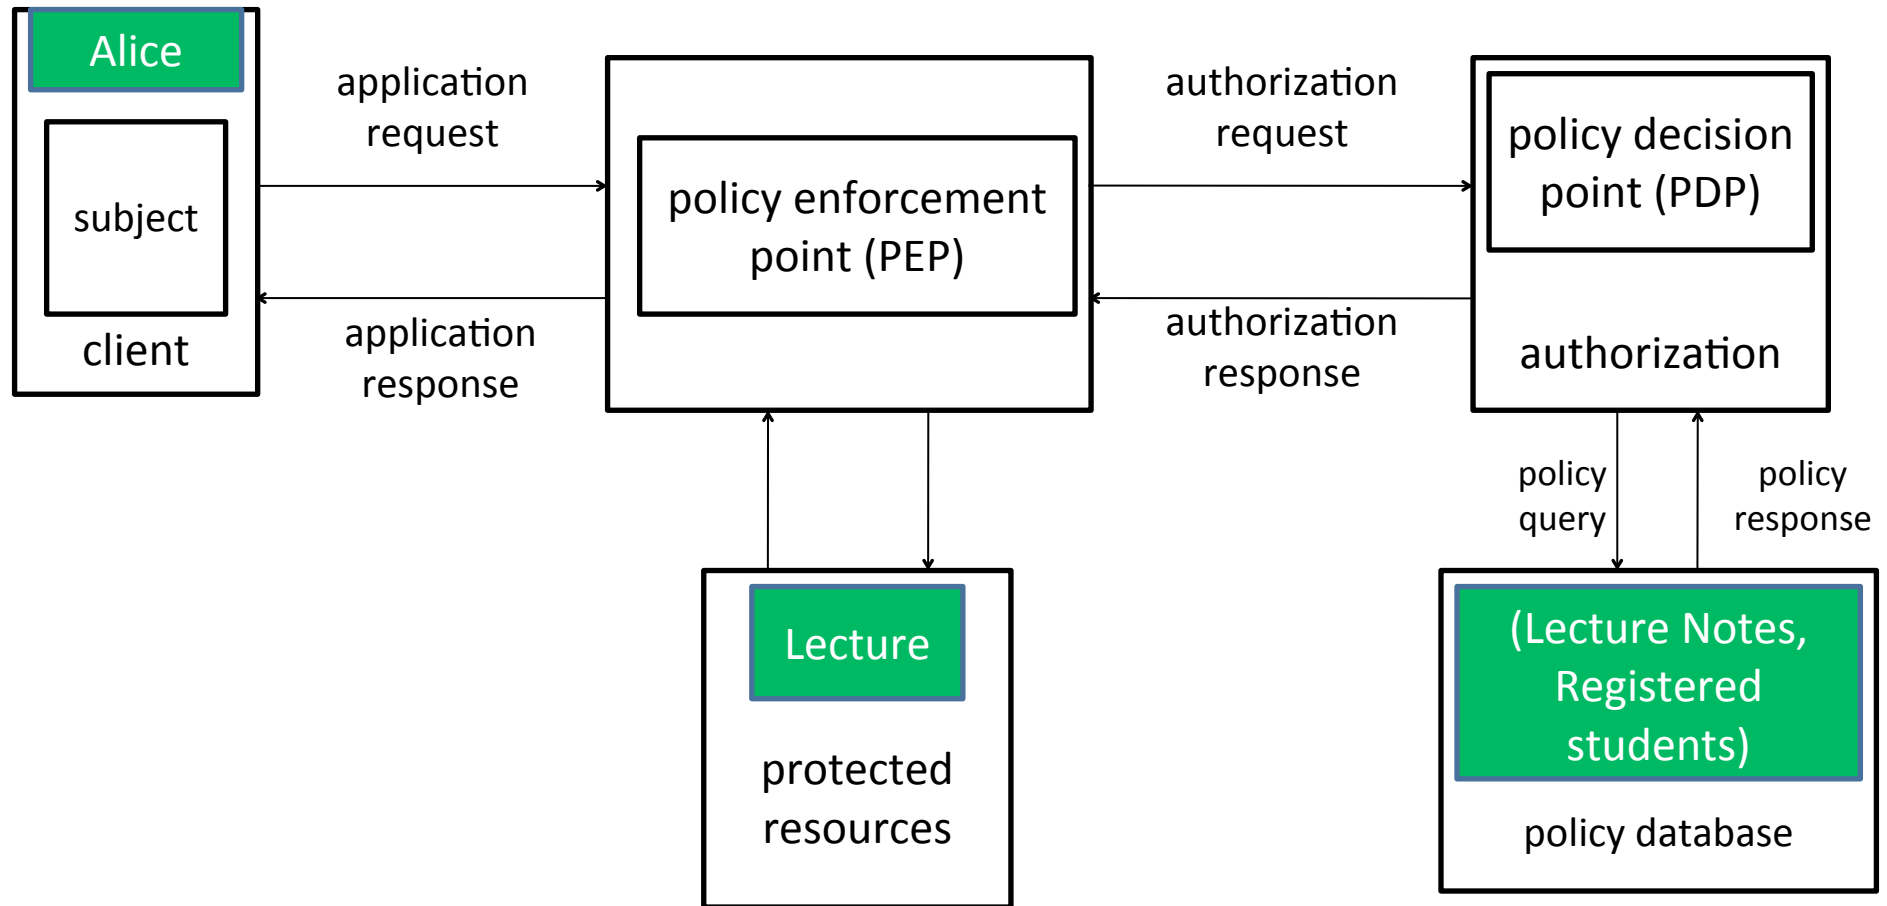 Alice
subject
client
application
request
application
response
policy enforcement
point (PEP)
authorization
request
authorization
response
policy decision
point (PDP)
authorization
Lecture
protected
resources
policy
query
policy
response
(Lecture Notes,
Registered
students)
policy database